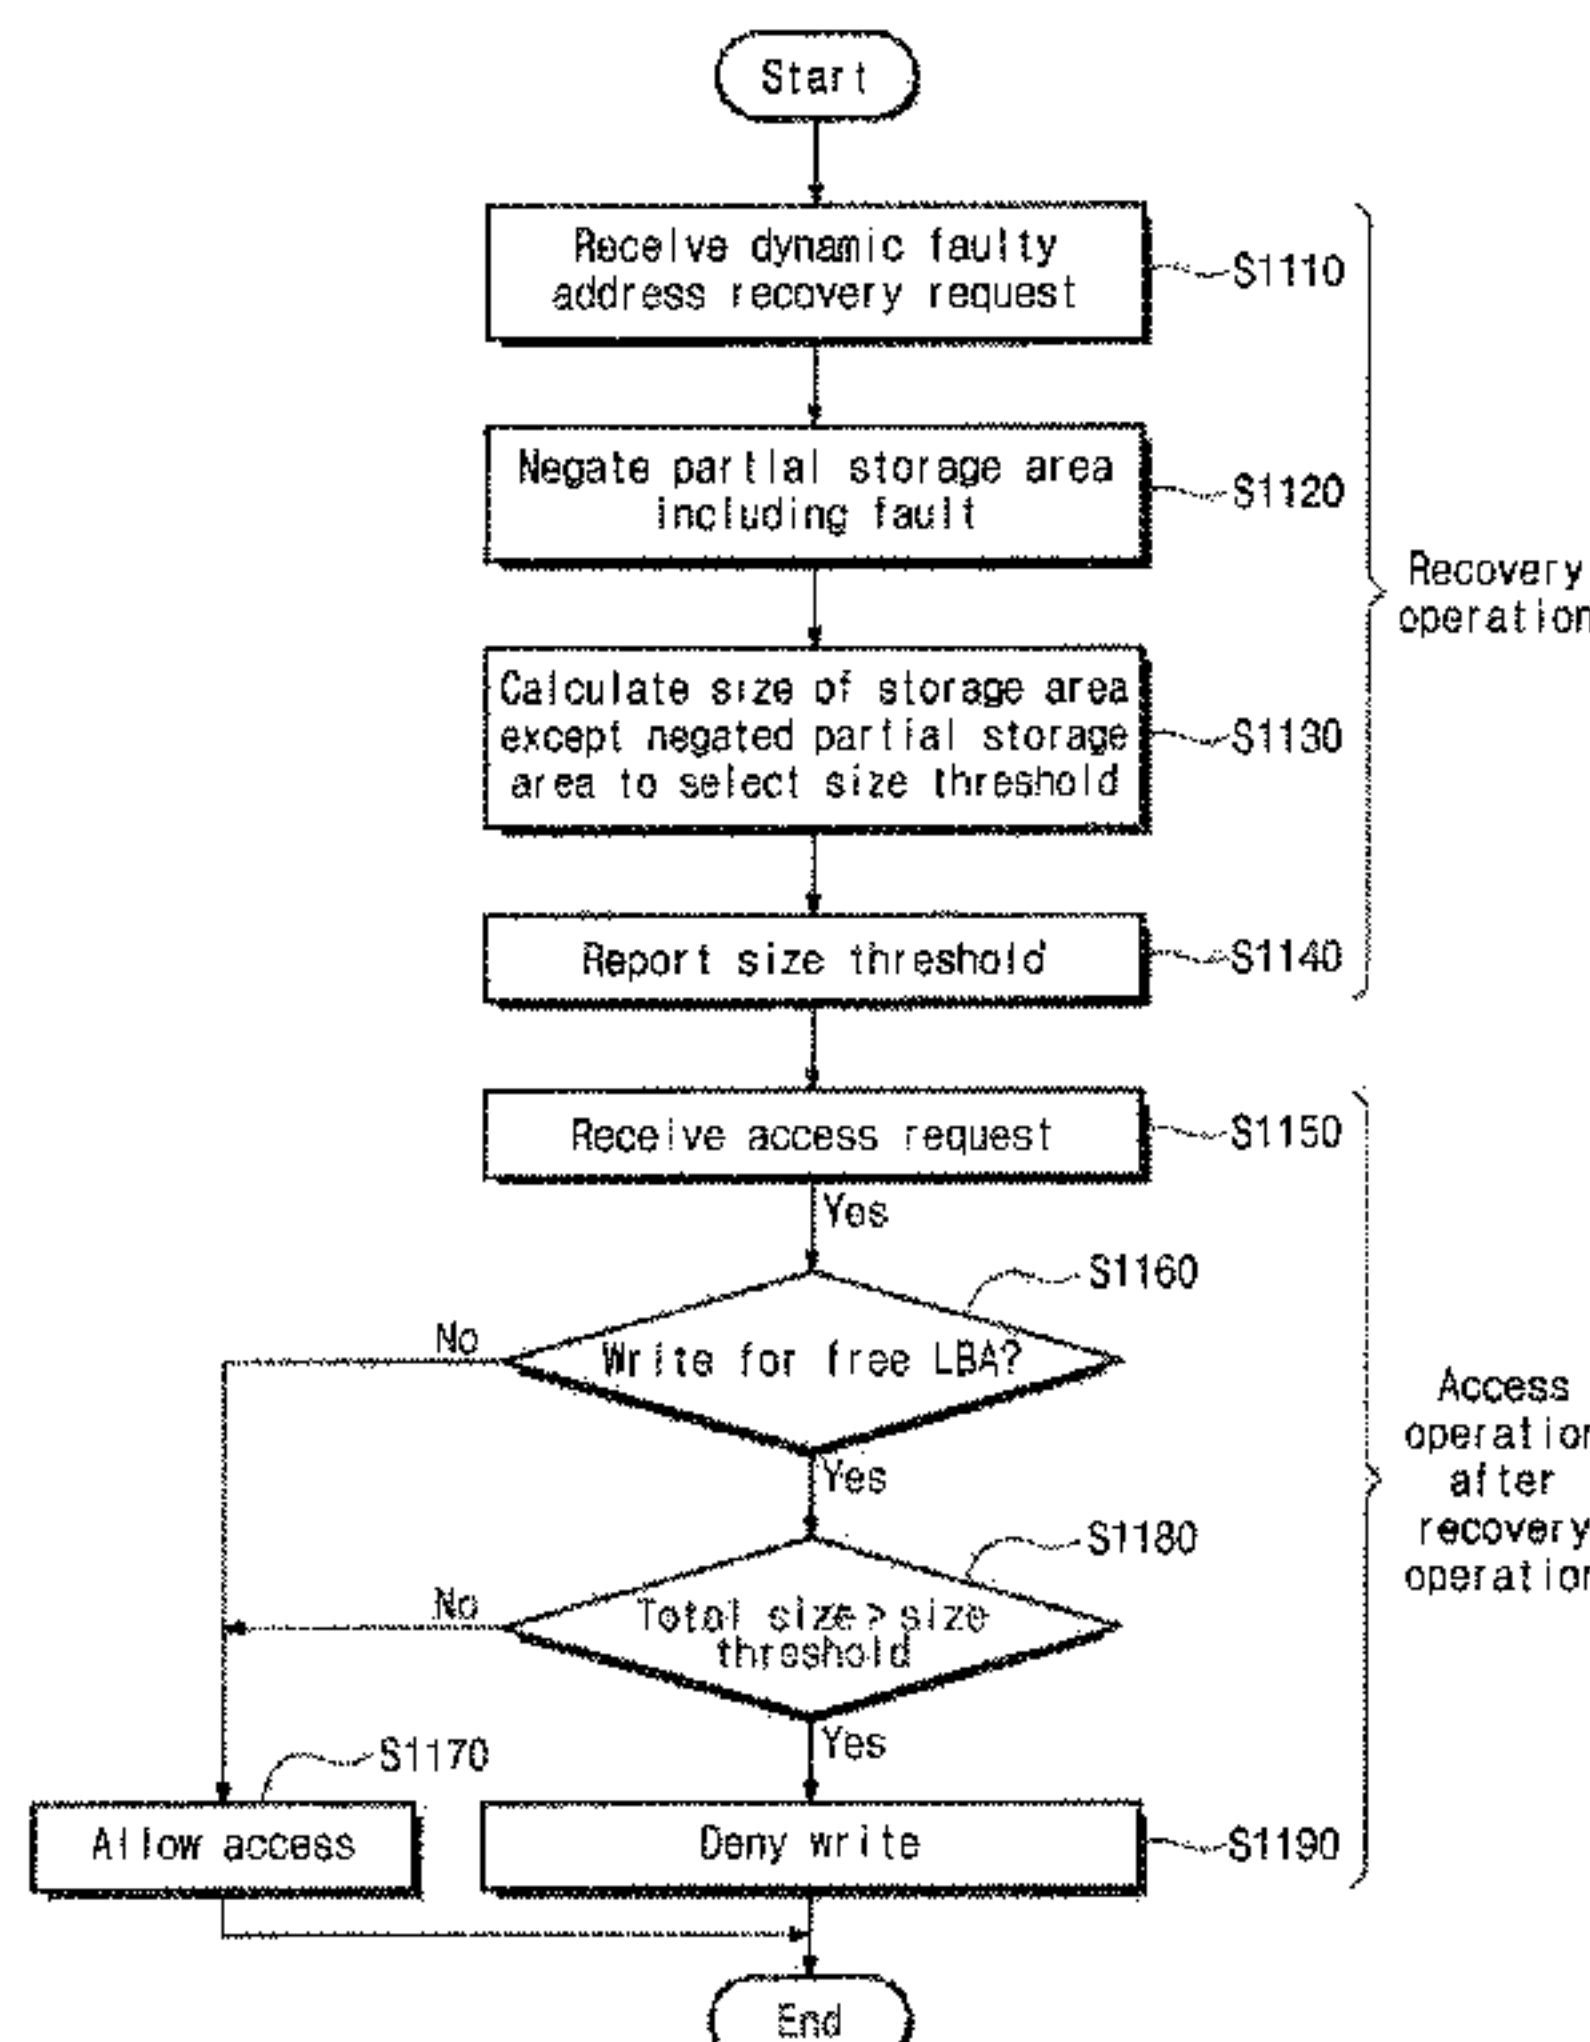 Start
Receive dynamic faulty
address recovery request
S1110
Negate partial storage area
including fault
S1120
Recovery
operation
Calculate size of storage area
except negated partial storage
area to select size threshold
S1130
Report size threshold
S1140
Receive access request
S1150
Yes
S1160
No
Write for free LBA?
Yes
Access
operation
after
recovery
operation
S1180
No
Total size > size
threshold
Yes
S1170
Allow access
Deny write
S1190
End